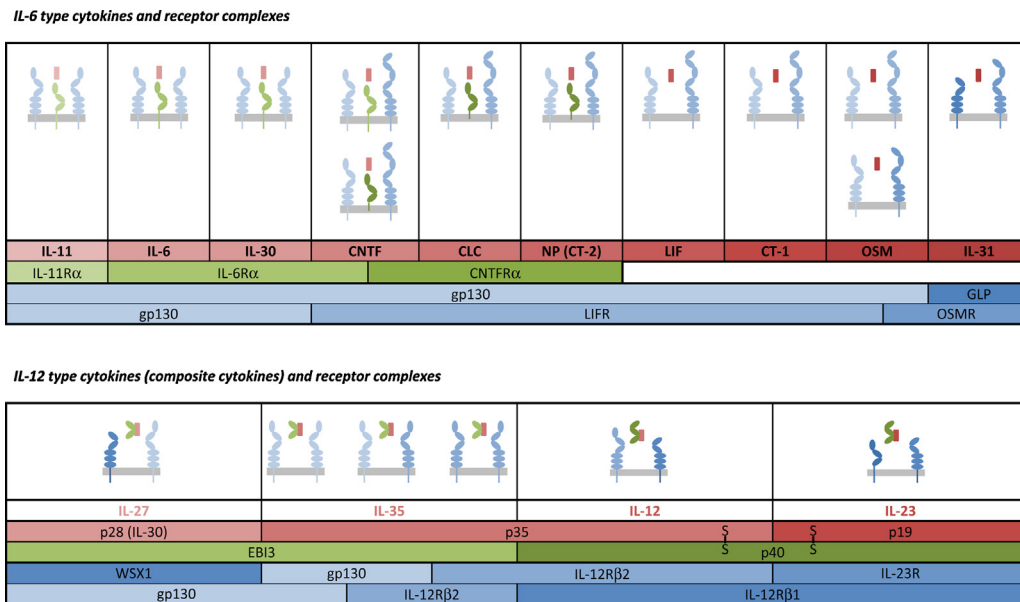 IL-6 type cytokines and receptor complexes
IL-11 IL-6 IL-30 CNTF CLC NP (CT-2) LIF CT-1 OSM IL-31
IL-11Rα IL-6Rα CNTFRα
gp130 GLP
gp130 LIFR OSMR
IL-12 type cytokines (composite cytokines) and receptor complexes
IL-27 IL-35 IL-12 IL-23
p28 (IL-30) p35 S S p19
EBI3 S p40 S
WSX1 gp130 IL-12Rβ2 IL-23R
gp130 IL-12Rβ2 IL-12Rβ1